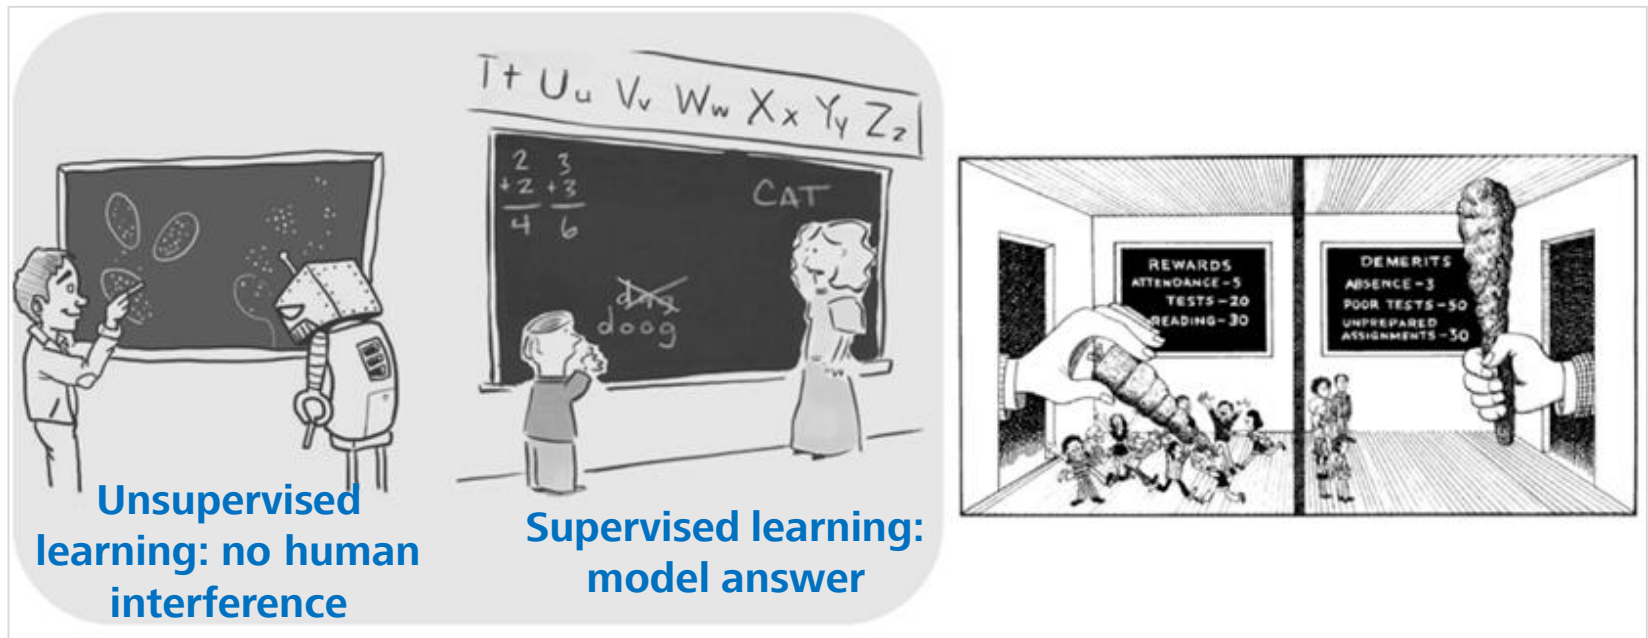 Tt Uu Vv Ww Xx Yy Zz
2 3
+2 +3
4 6
CAT
dog
doog
Unsupervised
learning: no human
interference
Supervised learning:
model answer
REWARDS
ATTENDANCE-5
TESTS-20
READING-30
DEMERITS
ABSENCE-3
POOR TESTS-50
UNPREPARED
ASSIGNMENTS-30